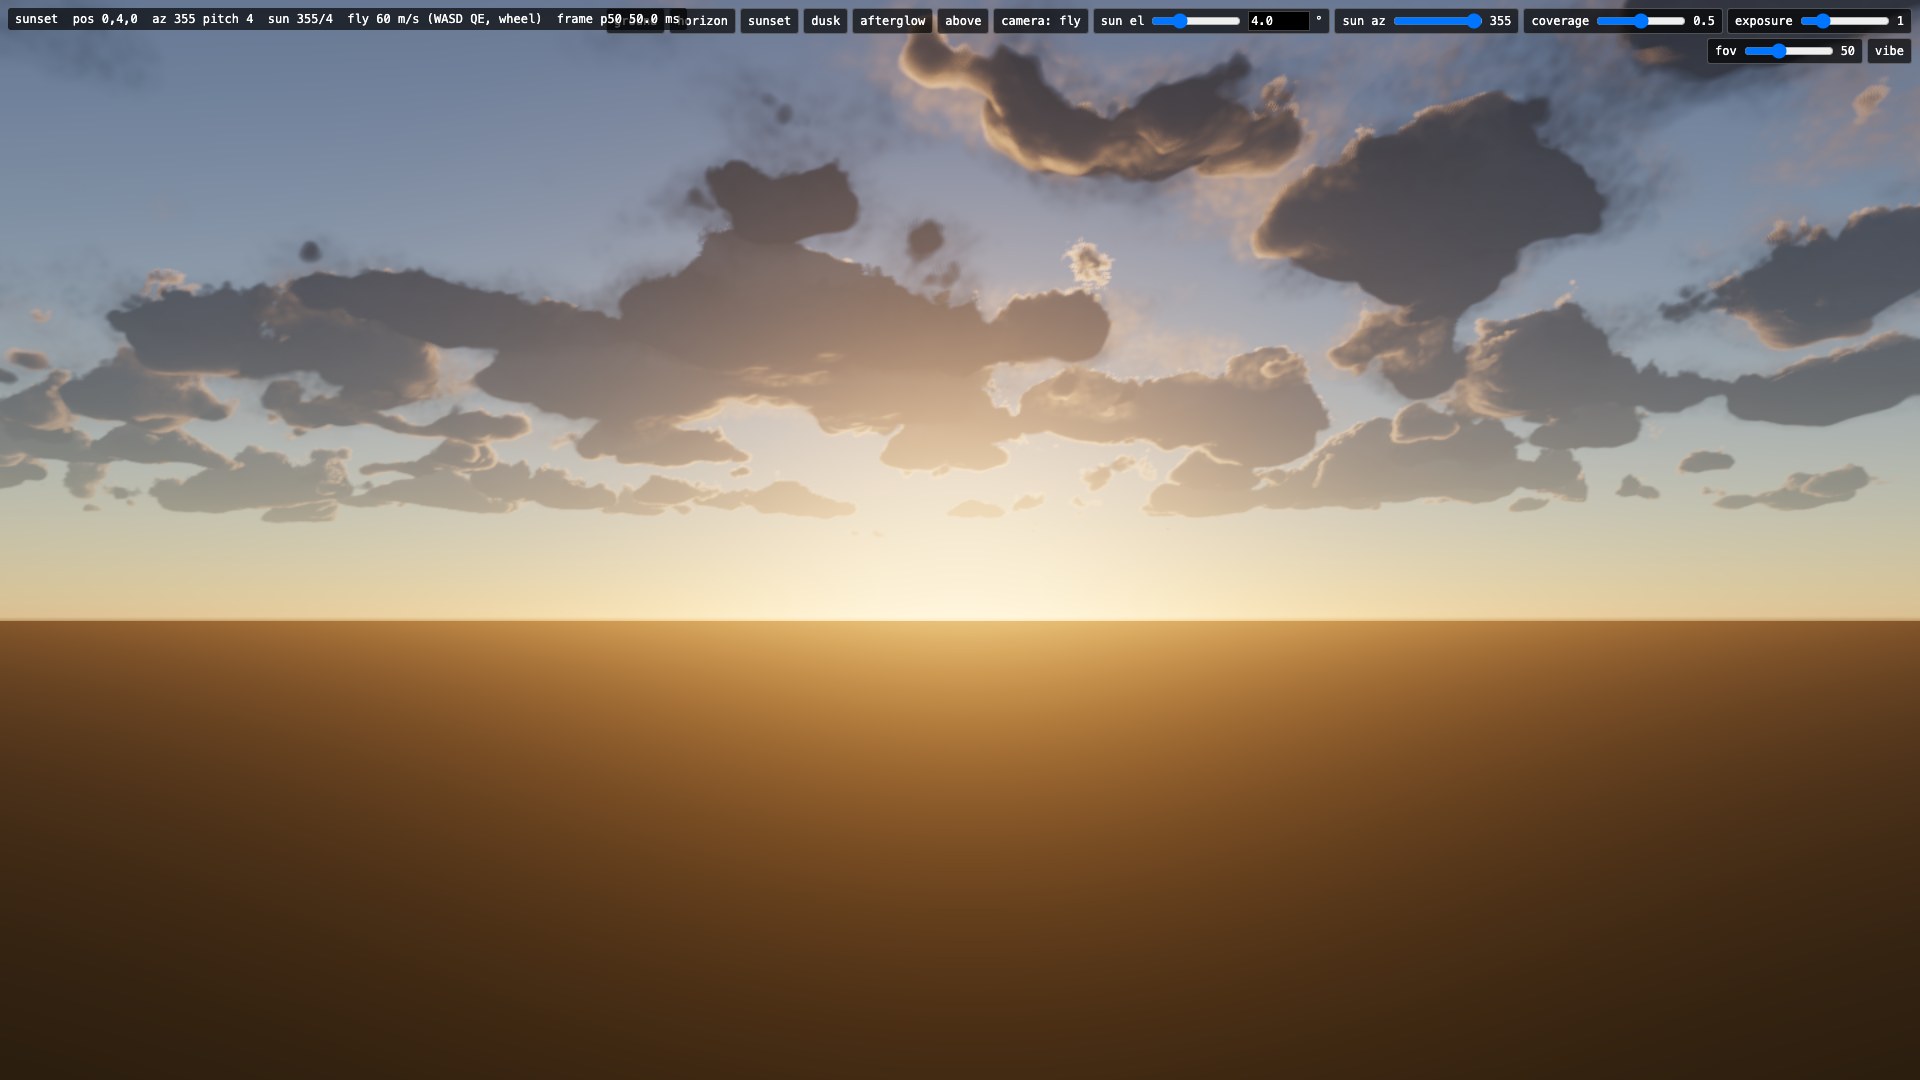 sunset pos 0,4,0 az 355 pitch 4 sun 355/4 fly 60 m/s (WASD QE, wheel) frame p50 50.0 ms horizon sunset dusk afterglow above camera: fly sun el 4.0 ° sun az 355 coverage 0.5 exposure 1
fov 50 vibe